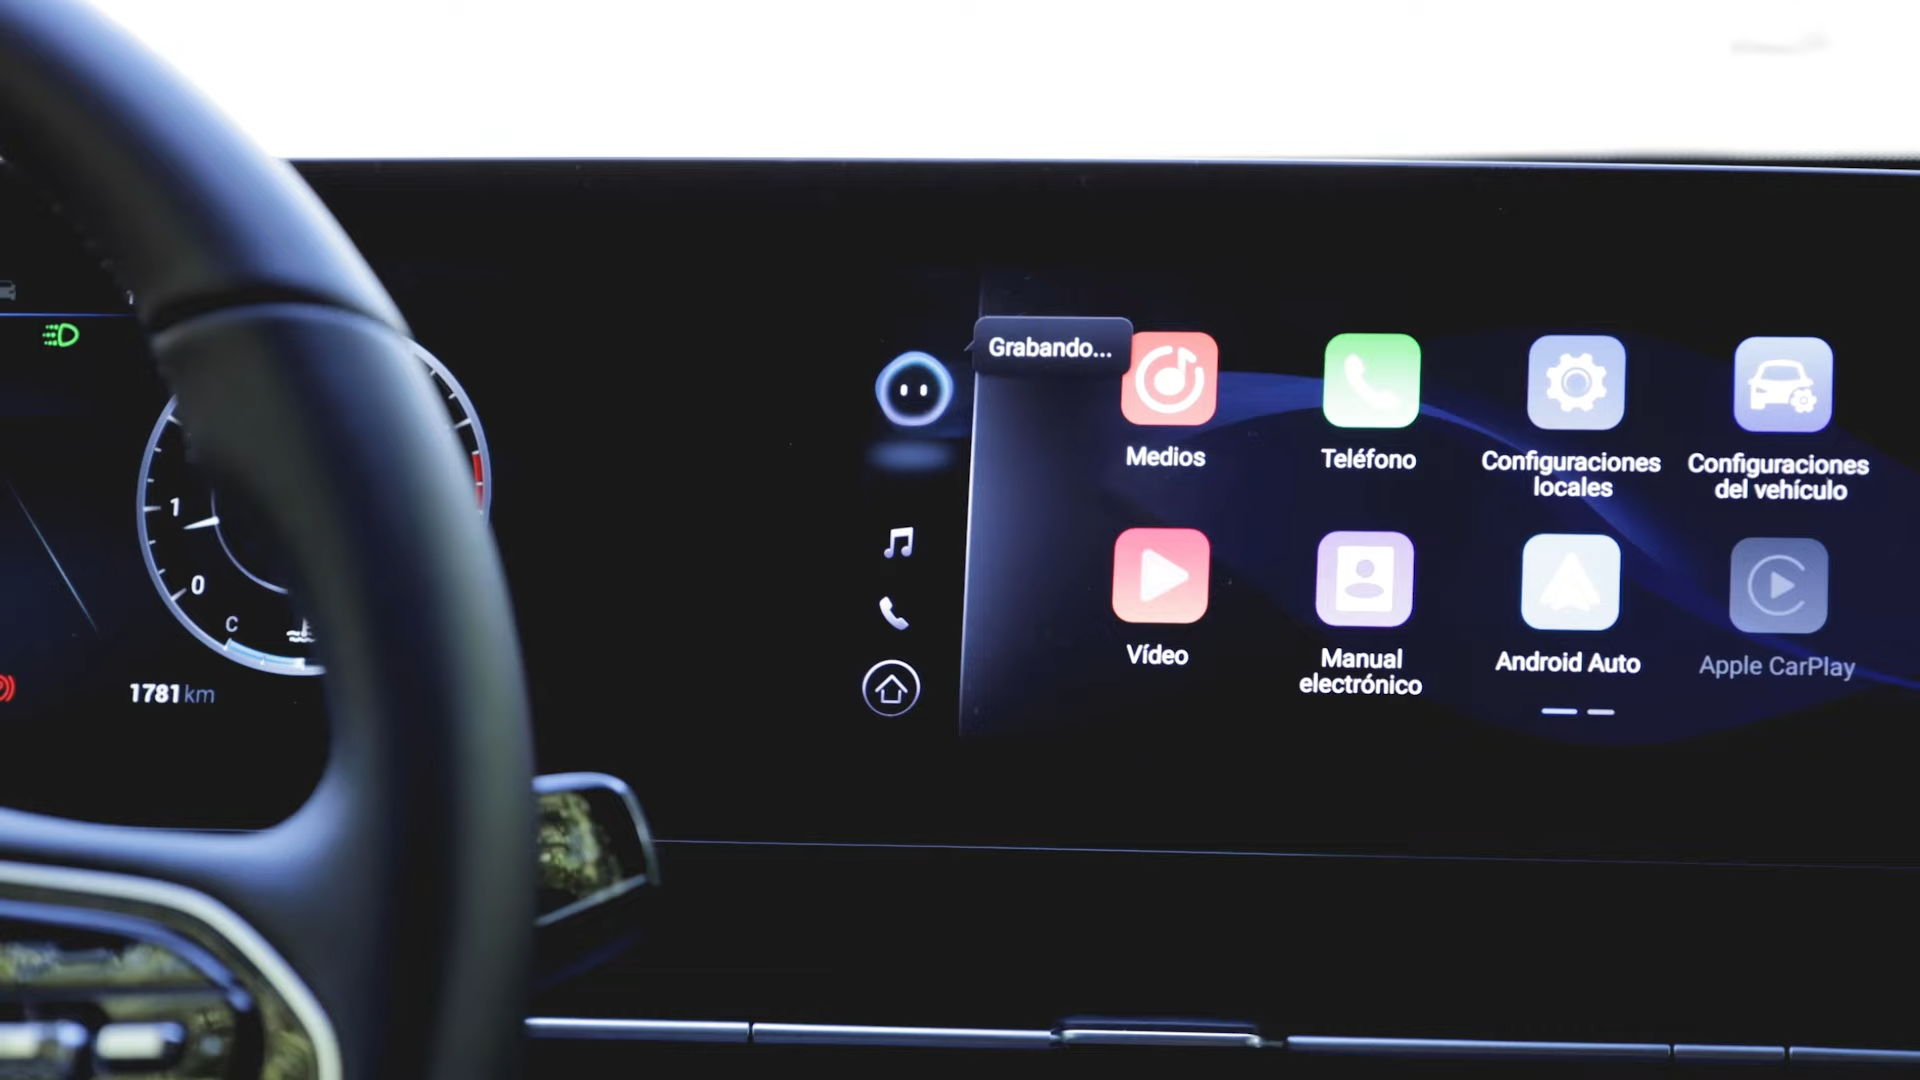 1
0
C
1781 km
Grabando...
Medios
Teléfono
Configuraciones
locales
Configuraciones
del vehículo
Vídeo
Manual
electrónico
Android Auto
Apple CarPlay